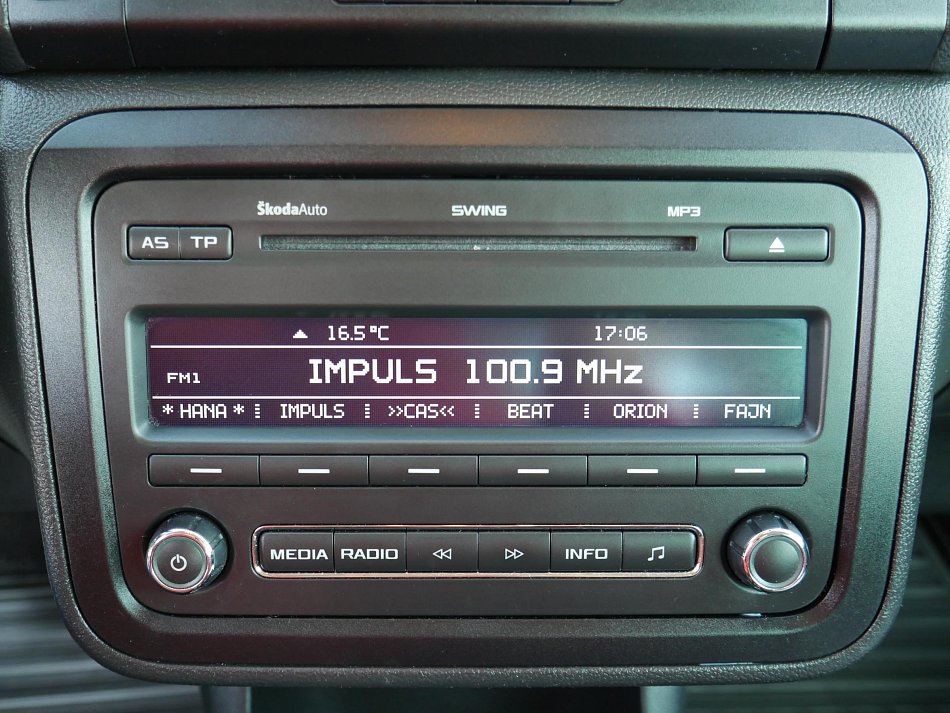 ŠkodaAuto SWING MP3
AS TP
16.5°C 17:06
FM1 IMPULS 100.9 MHz
*HANA* IMPULS >>CAS<< BEAT ORION FAJN
MEDIA RADIO INFO